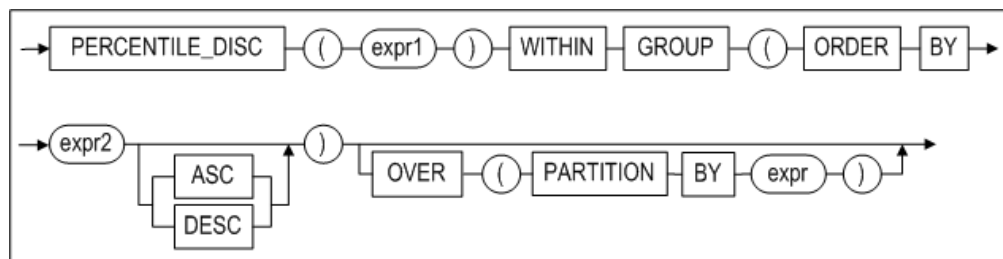 PERCENTILE_DISC ( expr1 ) WITHIN GROUP ( ORDER BY
expr2 ) 
ASC
DESC
OVER ( PARTITION BY expr )